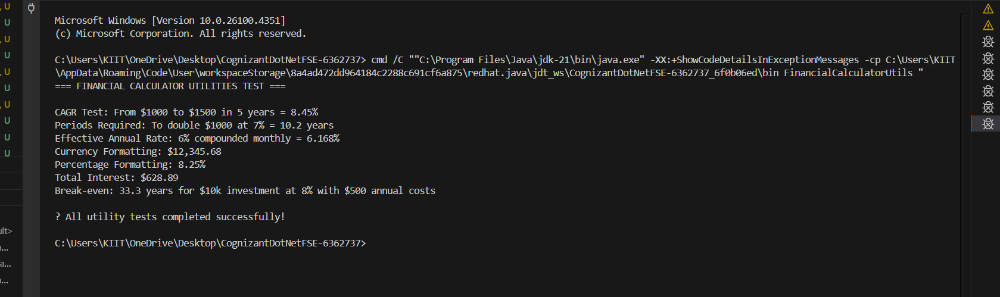 U
U
U
U
U
U
U
U
U
U
ult>
a...
a...
Microsoft Windows [Version 10.0.26100.4351]
(c) Microsoft Corporation. All rights reserved.
C:\Users\KIIT\OneDrive\Desktop\CognizantDotNetFSE-6362737> cmd /C ""C:\Program Files\Java\jdk-21\bin\java.exe" -XX:+ShowCodeDetailsInExceptionMessages -cp C:\Users\KIIT
\AppData\Roaming\Code\User\workspaceStorage\8a4ad472dd964184c2288c691cf6a875\redhat.java\jdt_ws\CognizantDotNetFSE-6362737_6f0b06ed\bin FinancialCalculatorUtils "
=== FINANCIAL CALCULATOR UTILITIES TEST ===
CAGR Test: From $1000 to $1500 in 5 years = 8.45%
Periods Required: To double $1000 at 7% = 10.2 years
Effective Annual Rate: 6% compounded monthly = 6.168%
Currency Formatting: $12,345.68
Percentage Formatting: 8.25%
Total Interest: $628.89
Break-even: 33.3 years for $10k investment at 8% with $500 annual costs
? All utility tests completed successfully!
C:\Users\KIIT\OneDrive\Desktop\CognizantDotNetFSE-6362737>